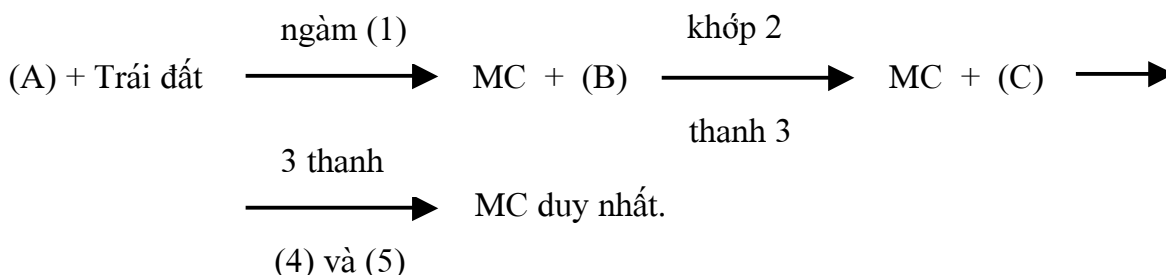 ngàm (1) khớp 2
(A) + Trái đất MC + (B) MC + (C)
thanh 3
3 thanh
MC duy nhất.
(4) và (5)